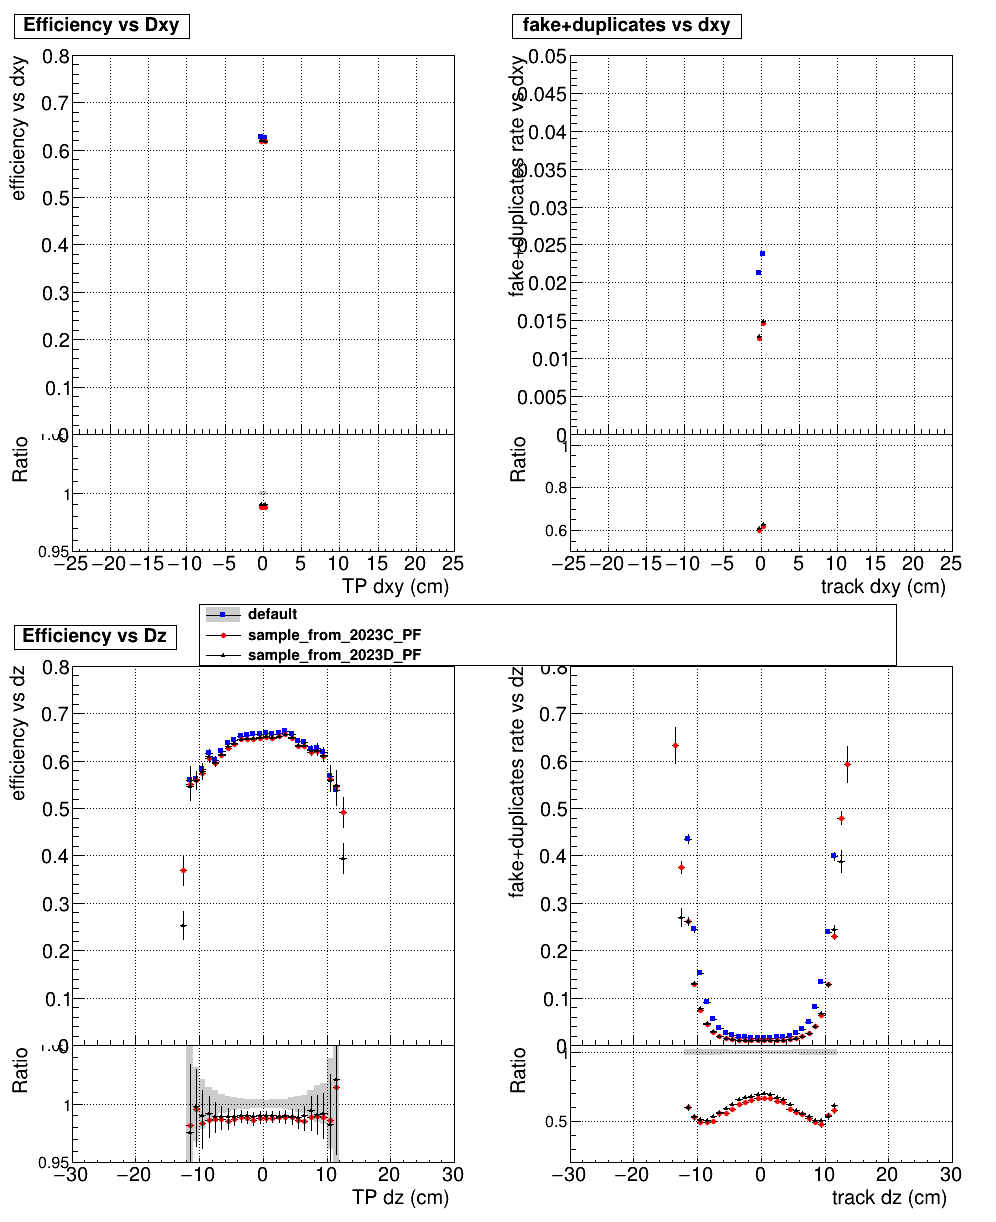 Efficiency vs Dxy
efficiency vs dxy
0.8
0.7
0.6
0.5
0.4
0.3
0.2
0.1
0
Ratio
1
0.95
−25 −20 −15 −10 −5 0 5 10 15 20 25
TP dxy (cm)
fake+duplicates vs dxy
fake+duplicates rate vs dxy
0.05
0.045
0.04
0.035
0.03
0.025
0.02
0.015
0.01
0.005
0
Ratio
1
0.8
0.6
−25 −20 −15 −10 −5 0 5 10 15 20 25
track dxy (cm)
default
sample_from_2023C_PF
sample_from_2023D_PF
Efficiency vs Dz
efficiency vs dz
0.8
0.7
0.6
0.5
0.4
0.3
0.2
0.1
0
Ratio
1
0.95
−30 −20 −10 0 10 20 30
TP dz (cm)
fake+duplicates rate vs dz
0.8
0.7
0.6
0.5
0.4
0.3
0.2
0.1
0
Ratio
1
0.5
−30 −20 −10 0 10 20 30
track dz (cm)